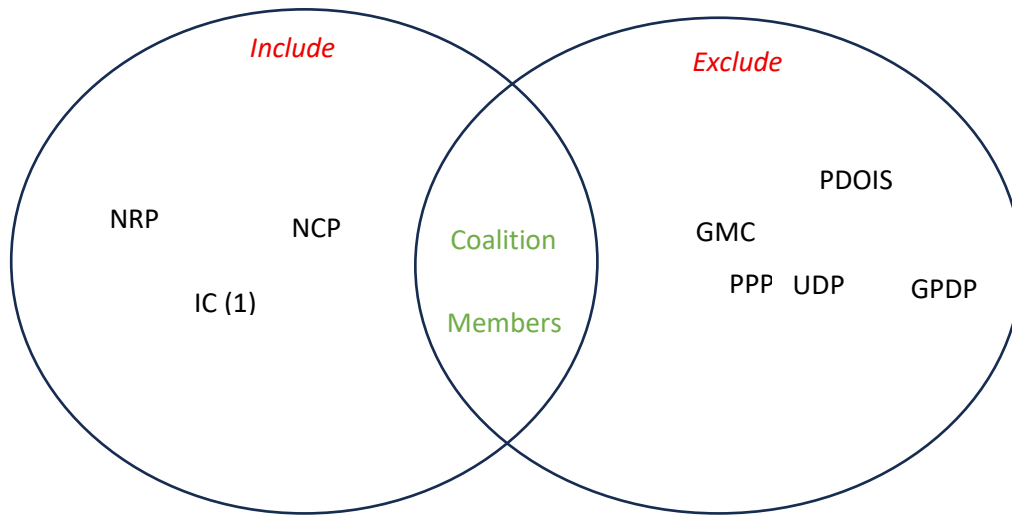 Include
Exclude
PDOIS
NRP
NCP
GMC
Coalition
PPP
UDP
GPDP
IC (1)
Members